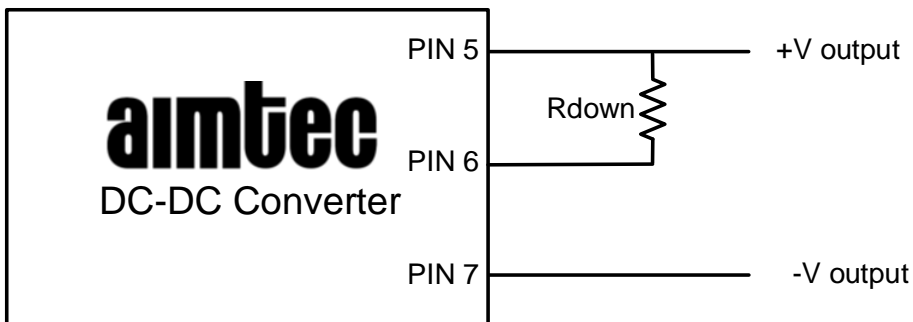 PIN 5
+V output
aimtec
Rdown
PIN 6
DC-DC Converter
PIN 7
-V output